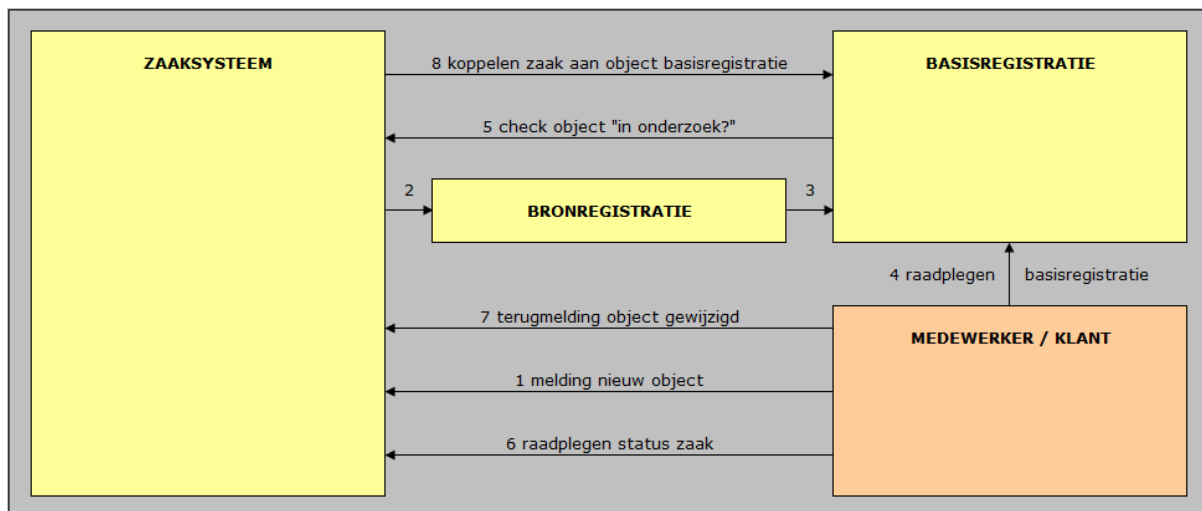 ZAAKSYSTEEM
BASISREGISTRATIE
8 koppelen zaak aan object basisregistratie
5 check object "in onderzoek?"
2
BRONREGISTRATIE
3
4 raadplegen basisregistratie
7 terugmelding object gewijzigd
MEDEWERKER / KLANT
1 melding nieuw object
6 raadplegen status zaak